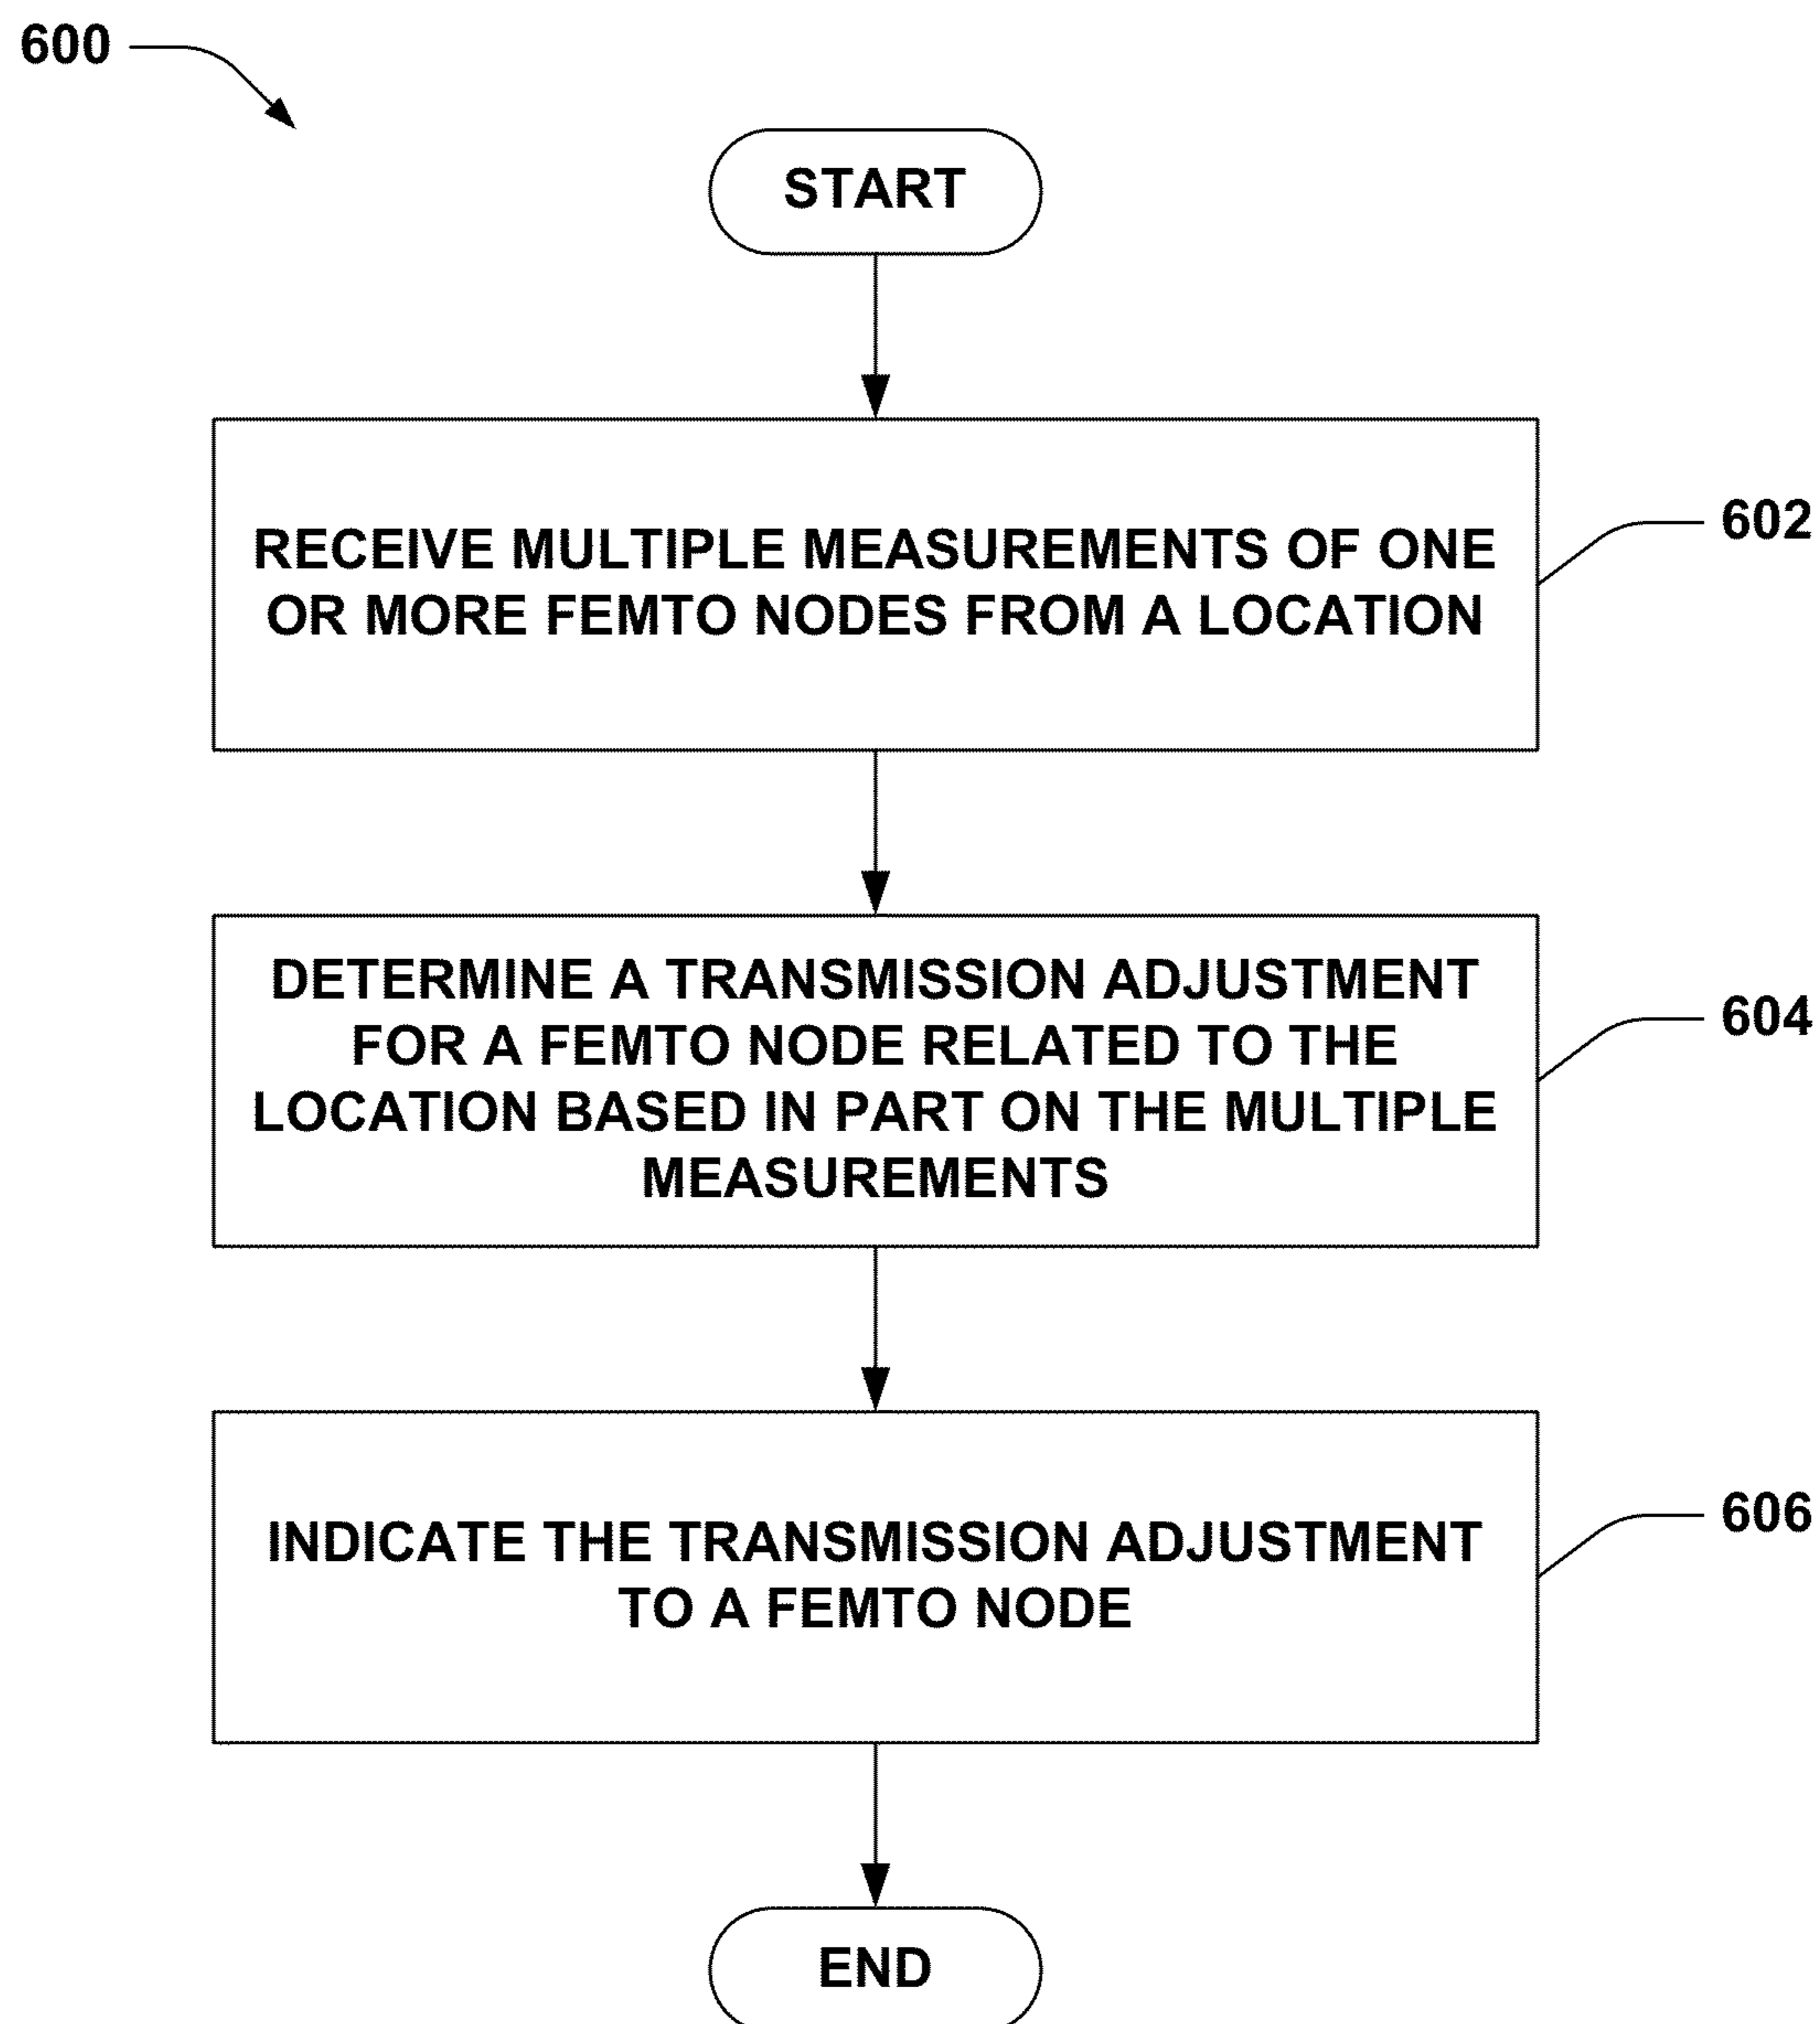 600
START
RECEIVE MULTIPLE MEASUREMENTS OF ONE
OR MORE FEMTO NODES FROM A LOCATION
602
DETERMINE A TRANSMISSION ADJUSTMENT
FOR A FEMTO NODE RELATED TO THE
LOCATION BASED IN PART ON THE MULTIPLE
MEASUREMENTS
604
INDICATE THE TRANSMISSION ADJUSTMENT
TO A FEMTO NODE
606
END